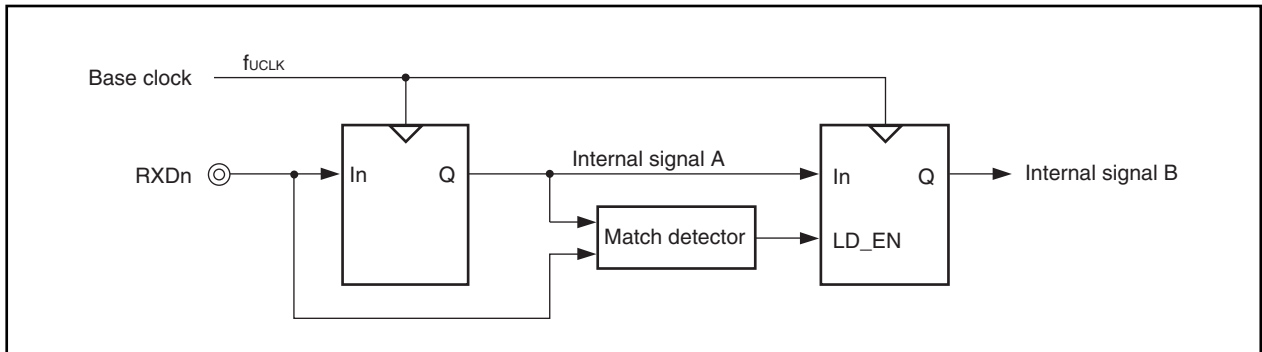 Base clock
fUCLK
RXDn
In
Q
Internal signal A
In
Q
Internal signal B
Match detector
LD_EN